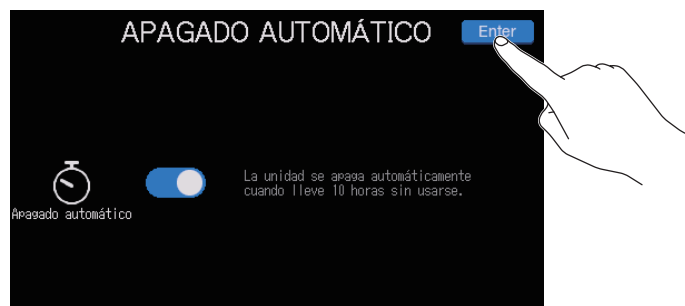 APAGADO AUTOMÁTICO
Enter
La unidad se apaga automáticamente
cuando lleve 10 horas sin usarse.
Apagado automático